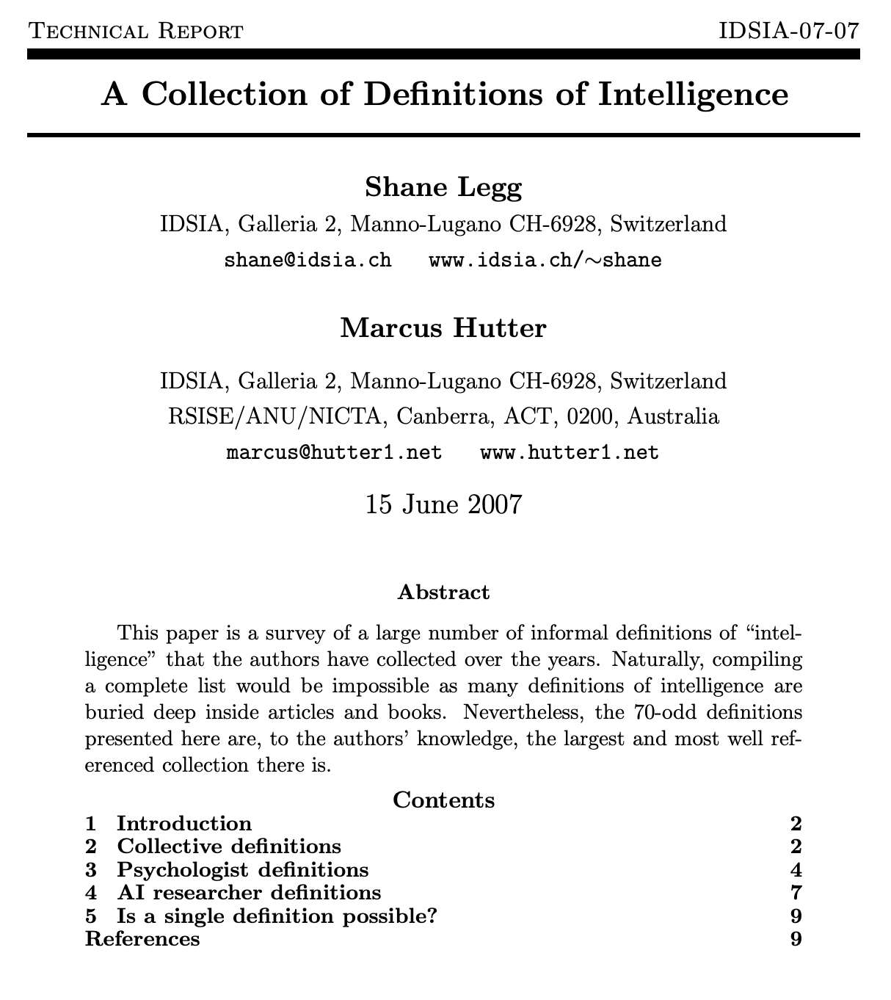 TECHNICAL REPORT IDSIA-07-07
A Collection of Definitions of Intelligence
Shane Legg
IDSIA, Galleria 2, Manno-Lugano CH-6928, Switzerland
shane@idsia.ch www.idsia.ch/∼shane
Marcus Hutter
IDSIA, Galleria 2, Manno-Lugano CH-6928, Switzerland
RSISE/ANU/NICTA, Canberra, ACT, 0200, Australia
marcus@hutter1.net www.hutter1.net
15 June 2007
Abstract
This paper is a survey of a large number of informal definitions of “intel-
ligence” that the authors have collected over the years. Naturally, compiling
a complete list would be impossible as many definitions of intelligence are
buried deep inside articles and books. Nevertheless, the 70-odd definitions
presented here are, to the authors’ knowledge, the largest and most well ref-
erenced collection there is.
Contents
1 Introduction 2
2 Collective definitions 2
3 Psychologist definitions 4
4 AI researcher definitions 7
5 Is a single definition possible? 9
References 9